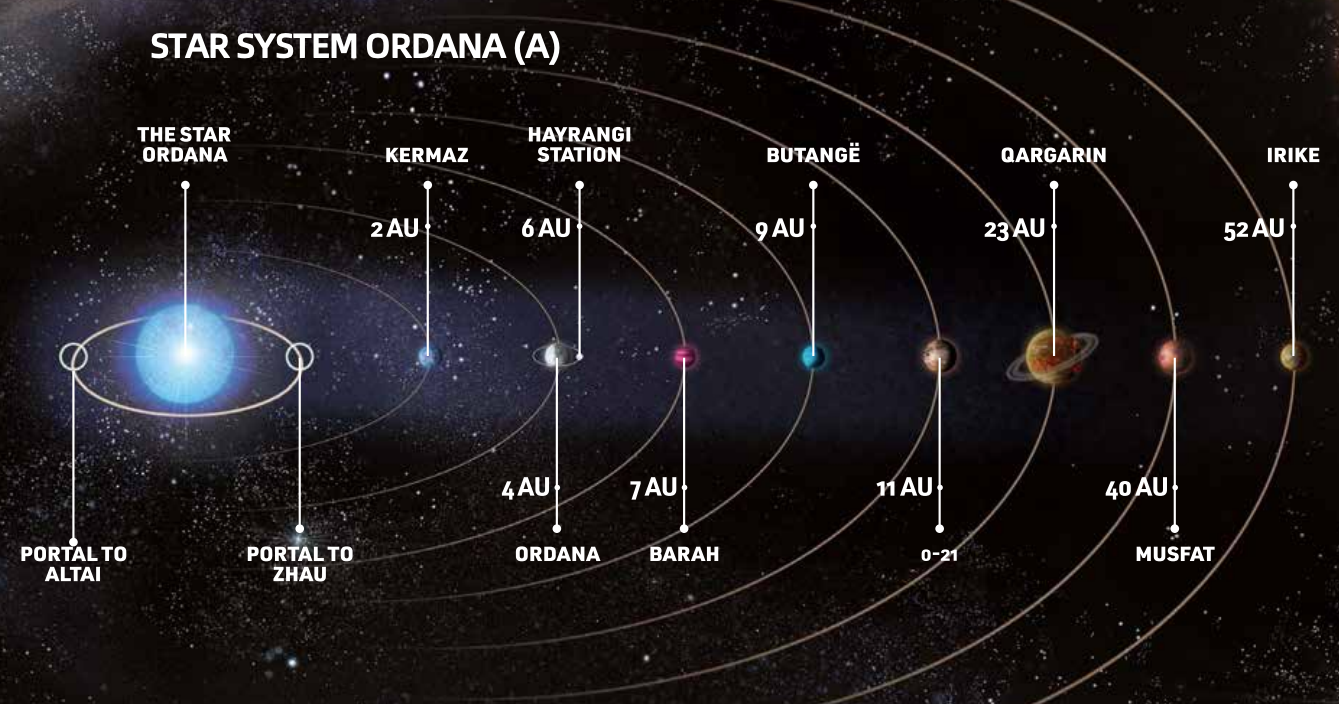 STAR SYSTEM ORDANA (A)
THE STAR
ORDANA
KERMAZ
HAYRANGI
STATION
BUTANGË
QARGARIN
IRIKE
2 AU
6 AU
9 AU
23 AU
52 AU
4 AU
7 AU
11 AU
40 AU
PORTAL TO
ALTAI
PORTAL TO
ZHAU
ORDANA
BARAH
0-21
MUSFAT